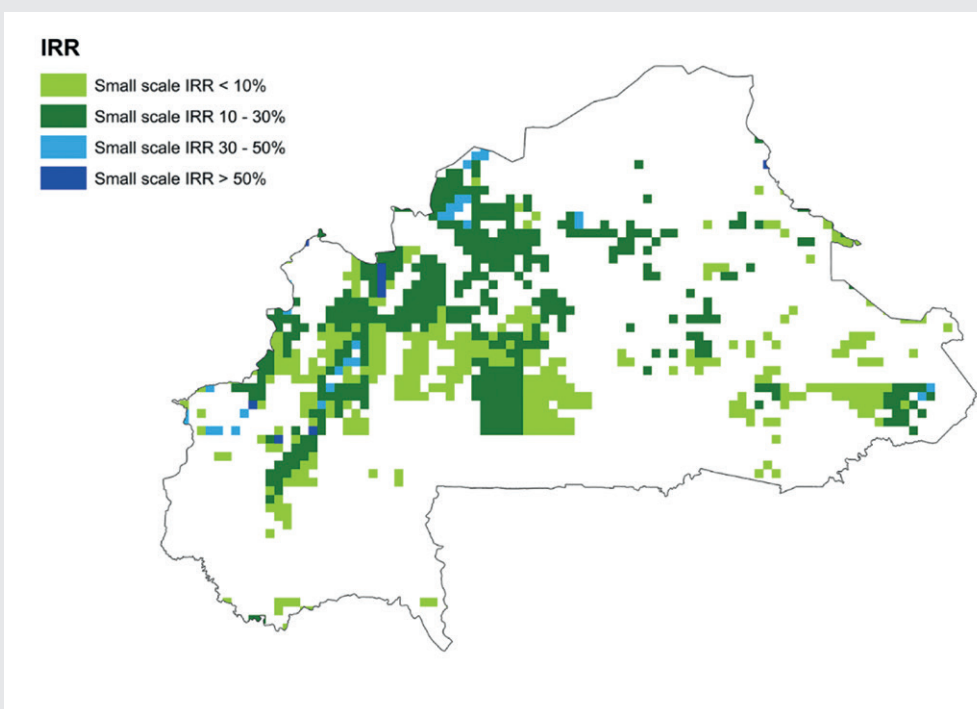 IRR
Small scale IRR < 10%
Small scale IRR 10 - 30%
Small scale IRR 30 - 50%
Small scale IRR > 50%